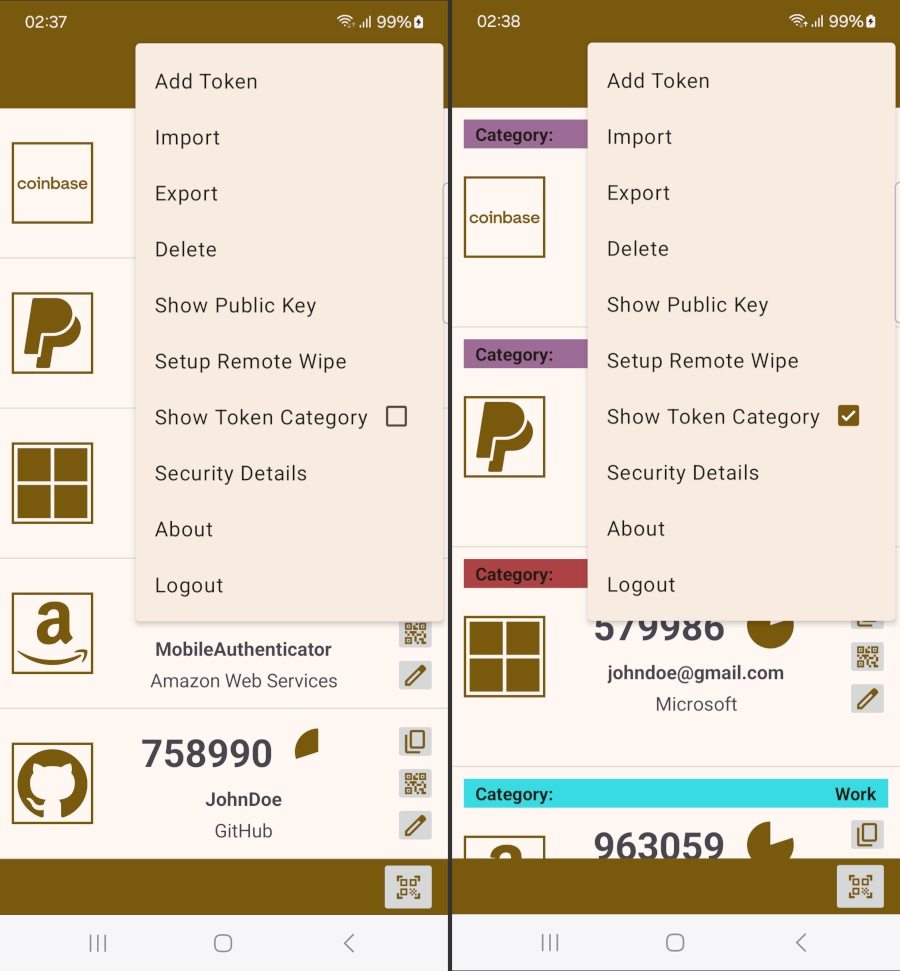 02:37
99%
Add Token
Import
Export
Delete
Show Public Key
Setup Remote Wipe
Show Token Category
Security Details
About
Logout
coinbase
MobileAuthenticator
Amazon Web Services
758990
JohnDoe
GitHub
02:38
99%
Add Token
Import
Export
Delete
Show Public Key
Setup Remote Wipe
Show Token Category
Security Details
About
Logout
Category:
coinbase
Category:
Category:
579986
johndoe@gmail.com
Microsoft
Category: Work
963059